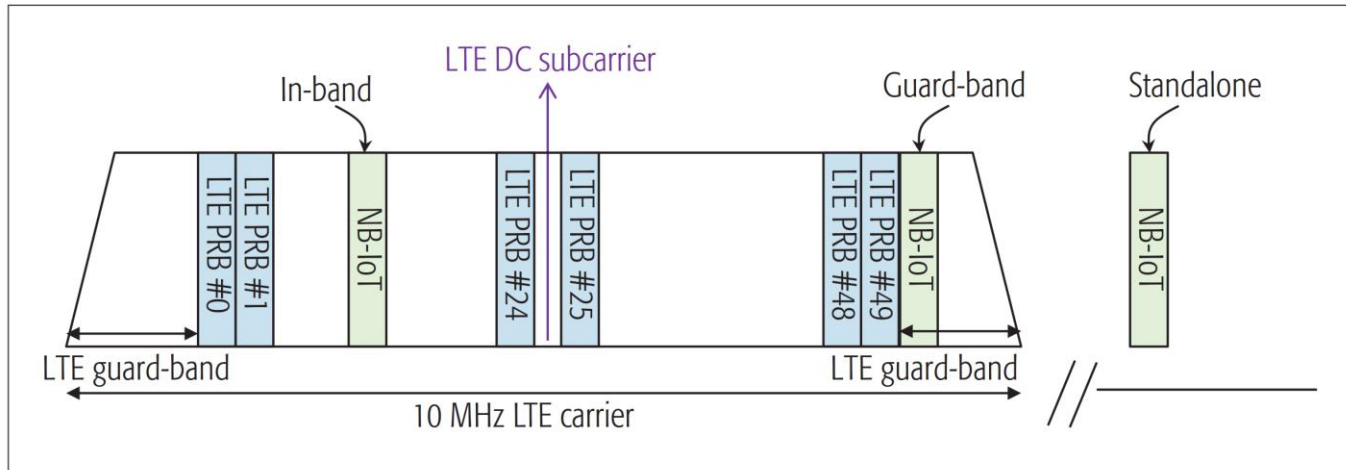 LTE DC subcarrier
In-band
Guard-band
Standalone
LTE PRB #0
LTE PRB #1
NB-IoT
LTE PRB #24
LTE PRB #25
LTE PRB #48
LTE PRB #49
NB-IoT
NB-IoT
LTE guard-band
LTE guard-band
10 MHz LTE carrier